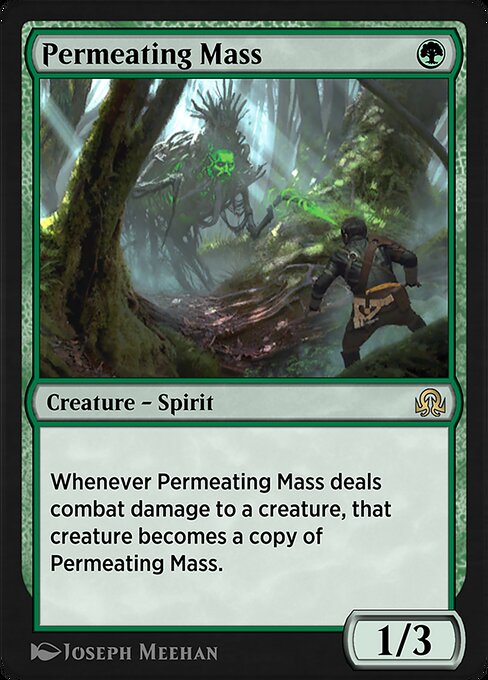 Permeating Mass
Creature – Spirit
Whenever Permeating Mass deals
combat damage to a creature, that
creature becomes a copy of
Permeating Mass.
1/3
Joseph Meehan